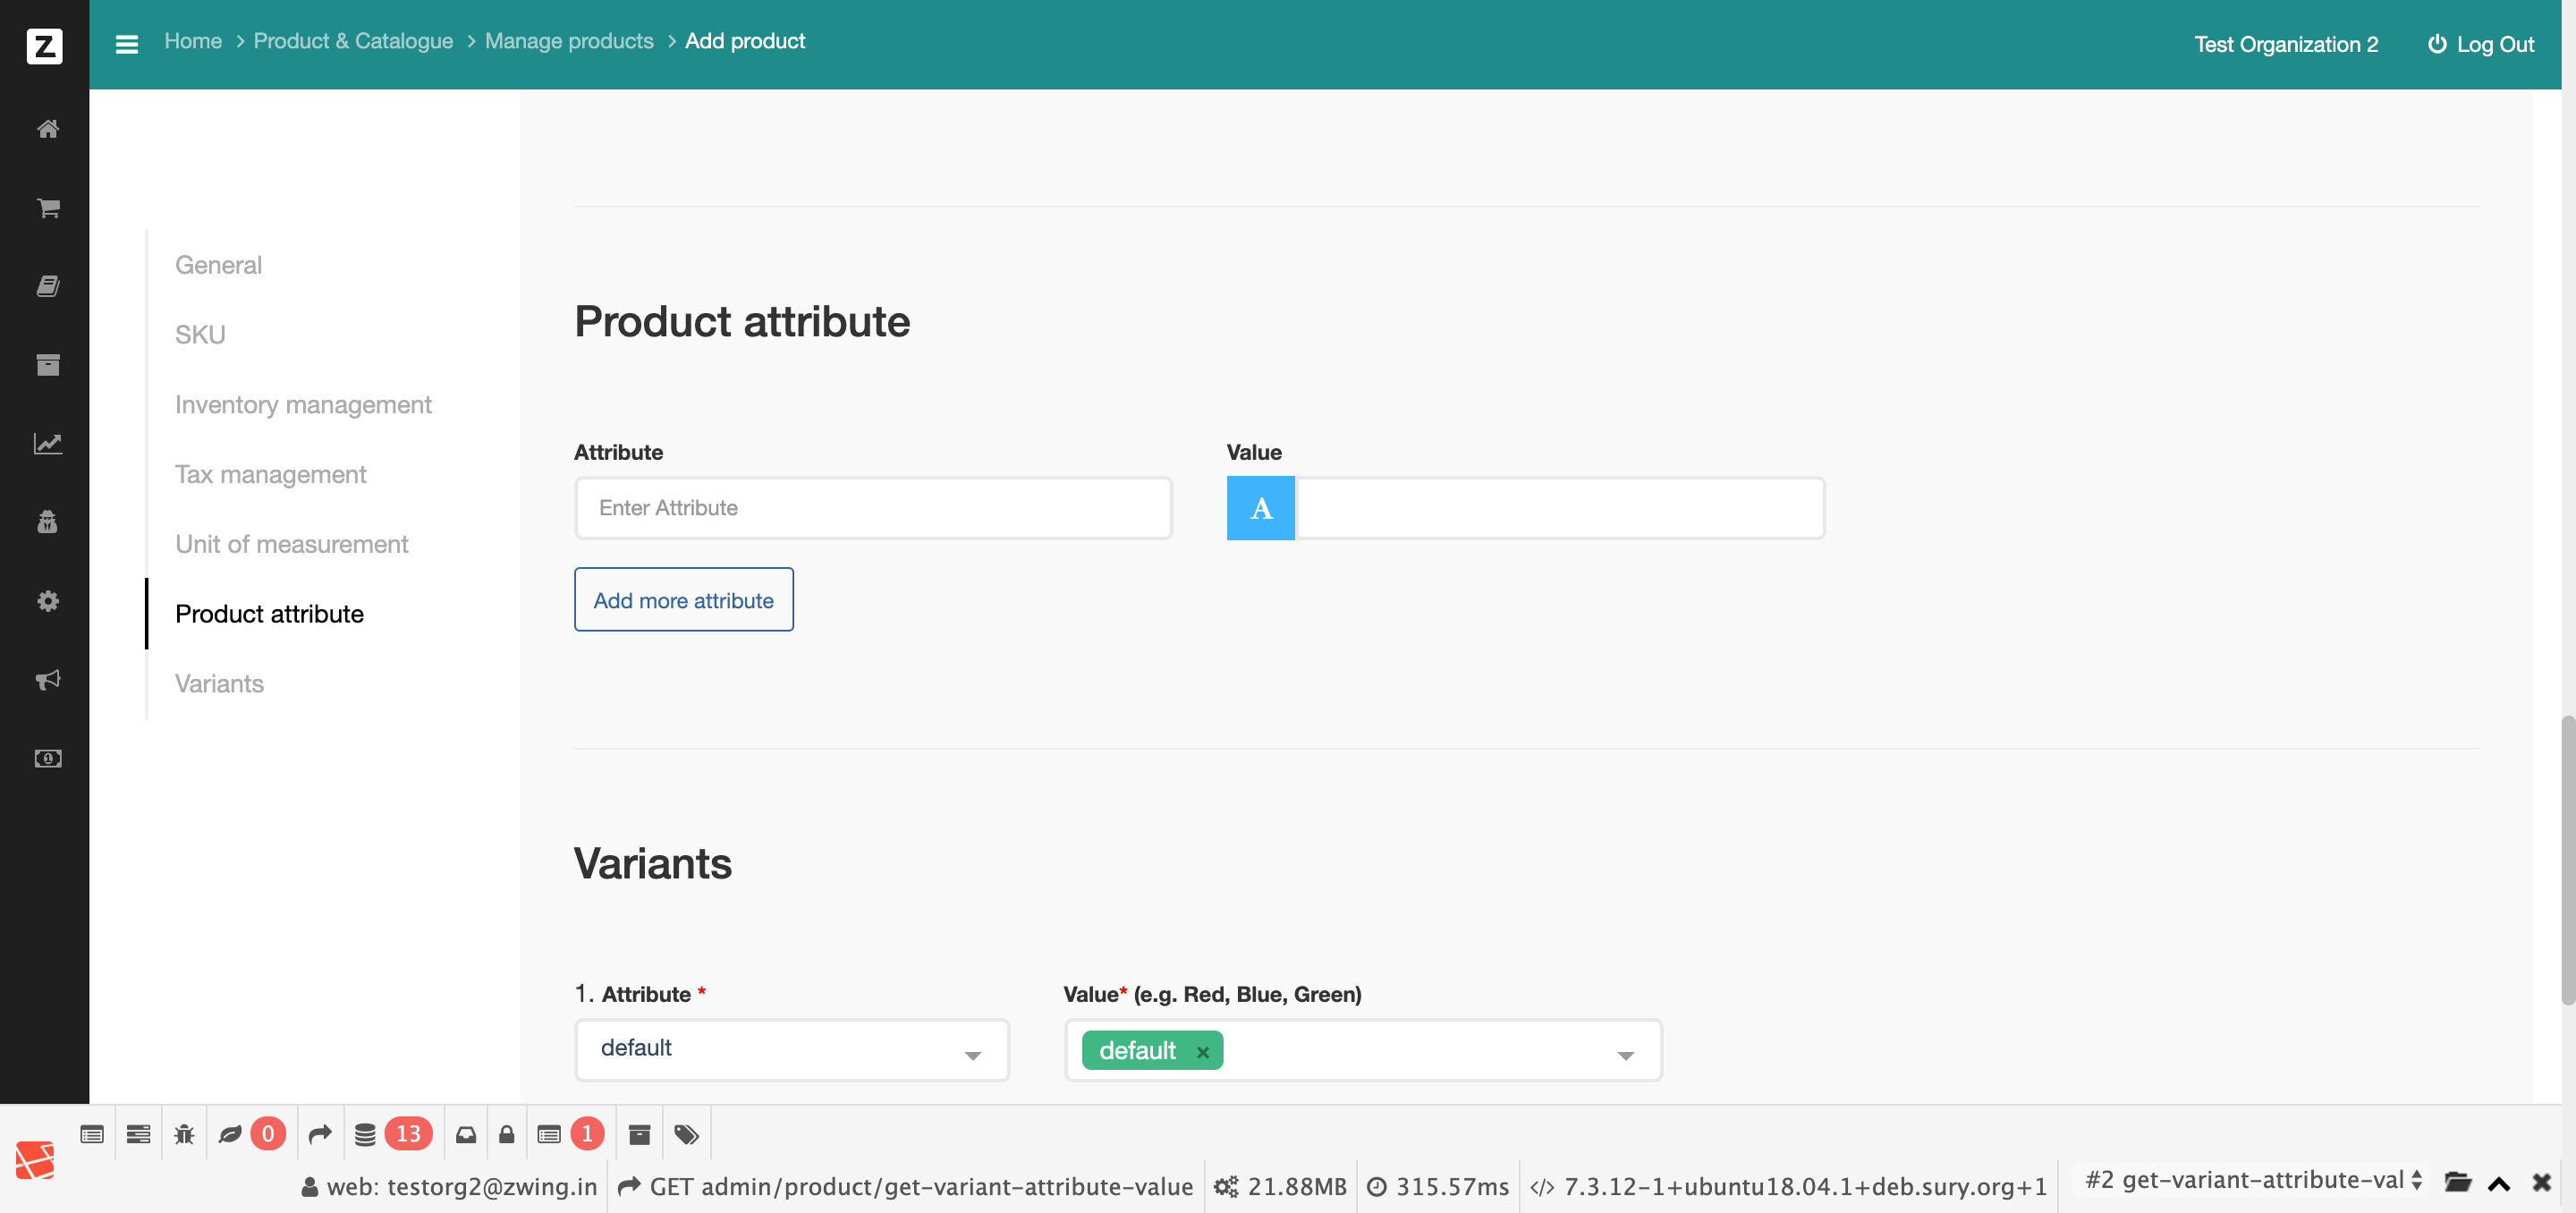 Z
Home > Product & Catalogue > Manage products > Add product
Test Organization 2
Log Out
General
SKU
Inventory management
Tax management
Unit of measurement
Product attribute
Variants
Product attribute
Attribute
Value
Enter Attribute
A
Add more attribute
Variants
1. Attribute *
Value* (e.g. Red, Blue, Green)
default
default ×
0
13
1
web: testorg2@zwing.in
GET admin/product/get-variant-attribute-value
21.88MB
315.57ms
</> 7.3.12-1+ubuntu18.04.1+deb.sury.org+1
#2 get-variant-attribute-val